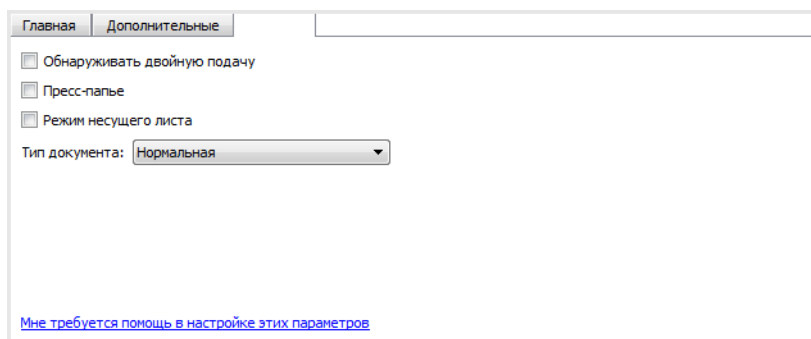 Главная Дополнительные
Обнаруживать двойную подачу
Пресс-папье
Режим несущего листа
Тип документа: Нормальная
Мне требуется помощь в настройке этих параметров